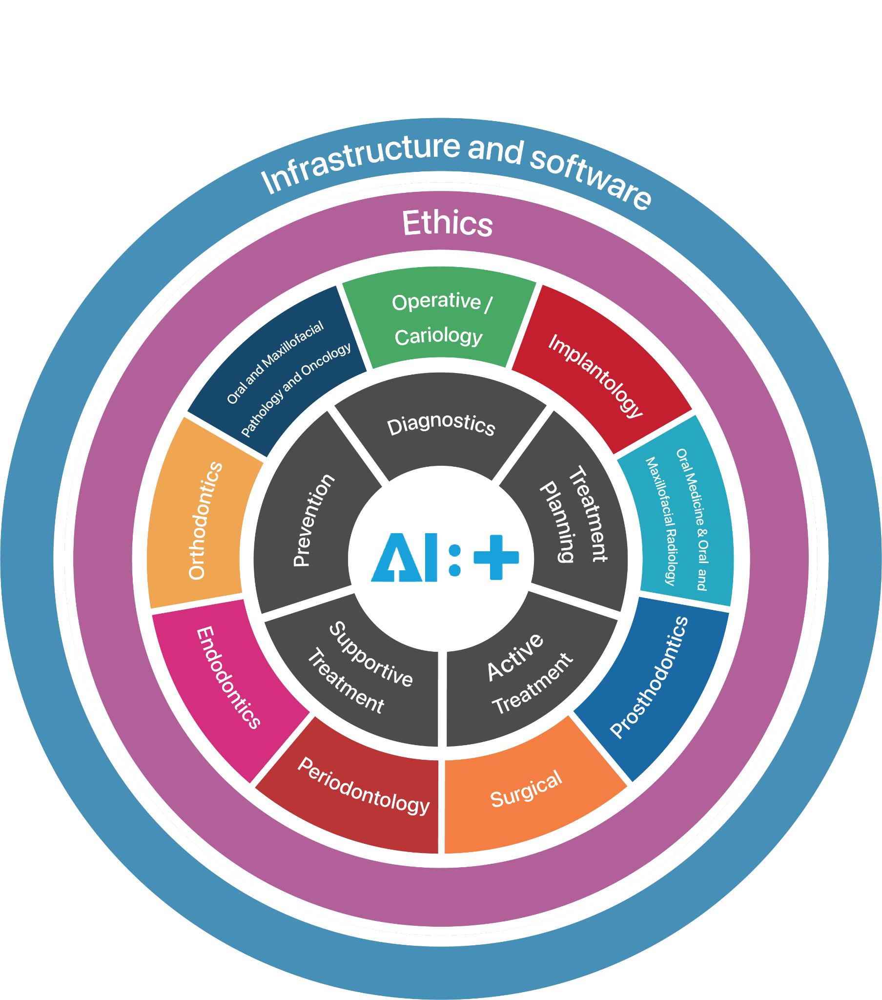 Infrastructure and software
Ethics
Operative /
Cariology
Implantology
Oral Medicine & Oral and
Maxillofacial Radiology
Prosthodontics
Surgical
Periodontology
Endodontics
Orthodontics
Oral and Maxillofacial
Pathology and Oncology
Diagnostics
Treatment
Planning
Active
Treatment
Supportive
Treatment
Prevention
AI:+